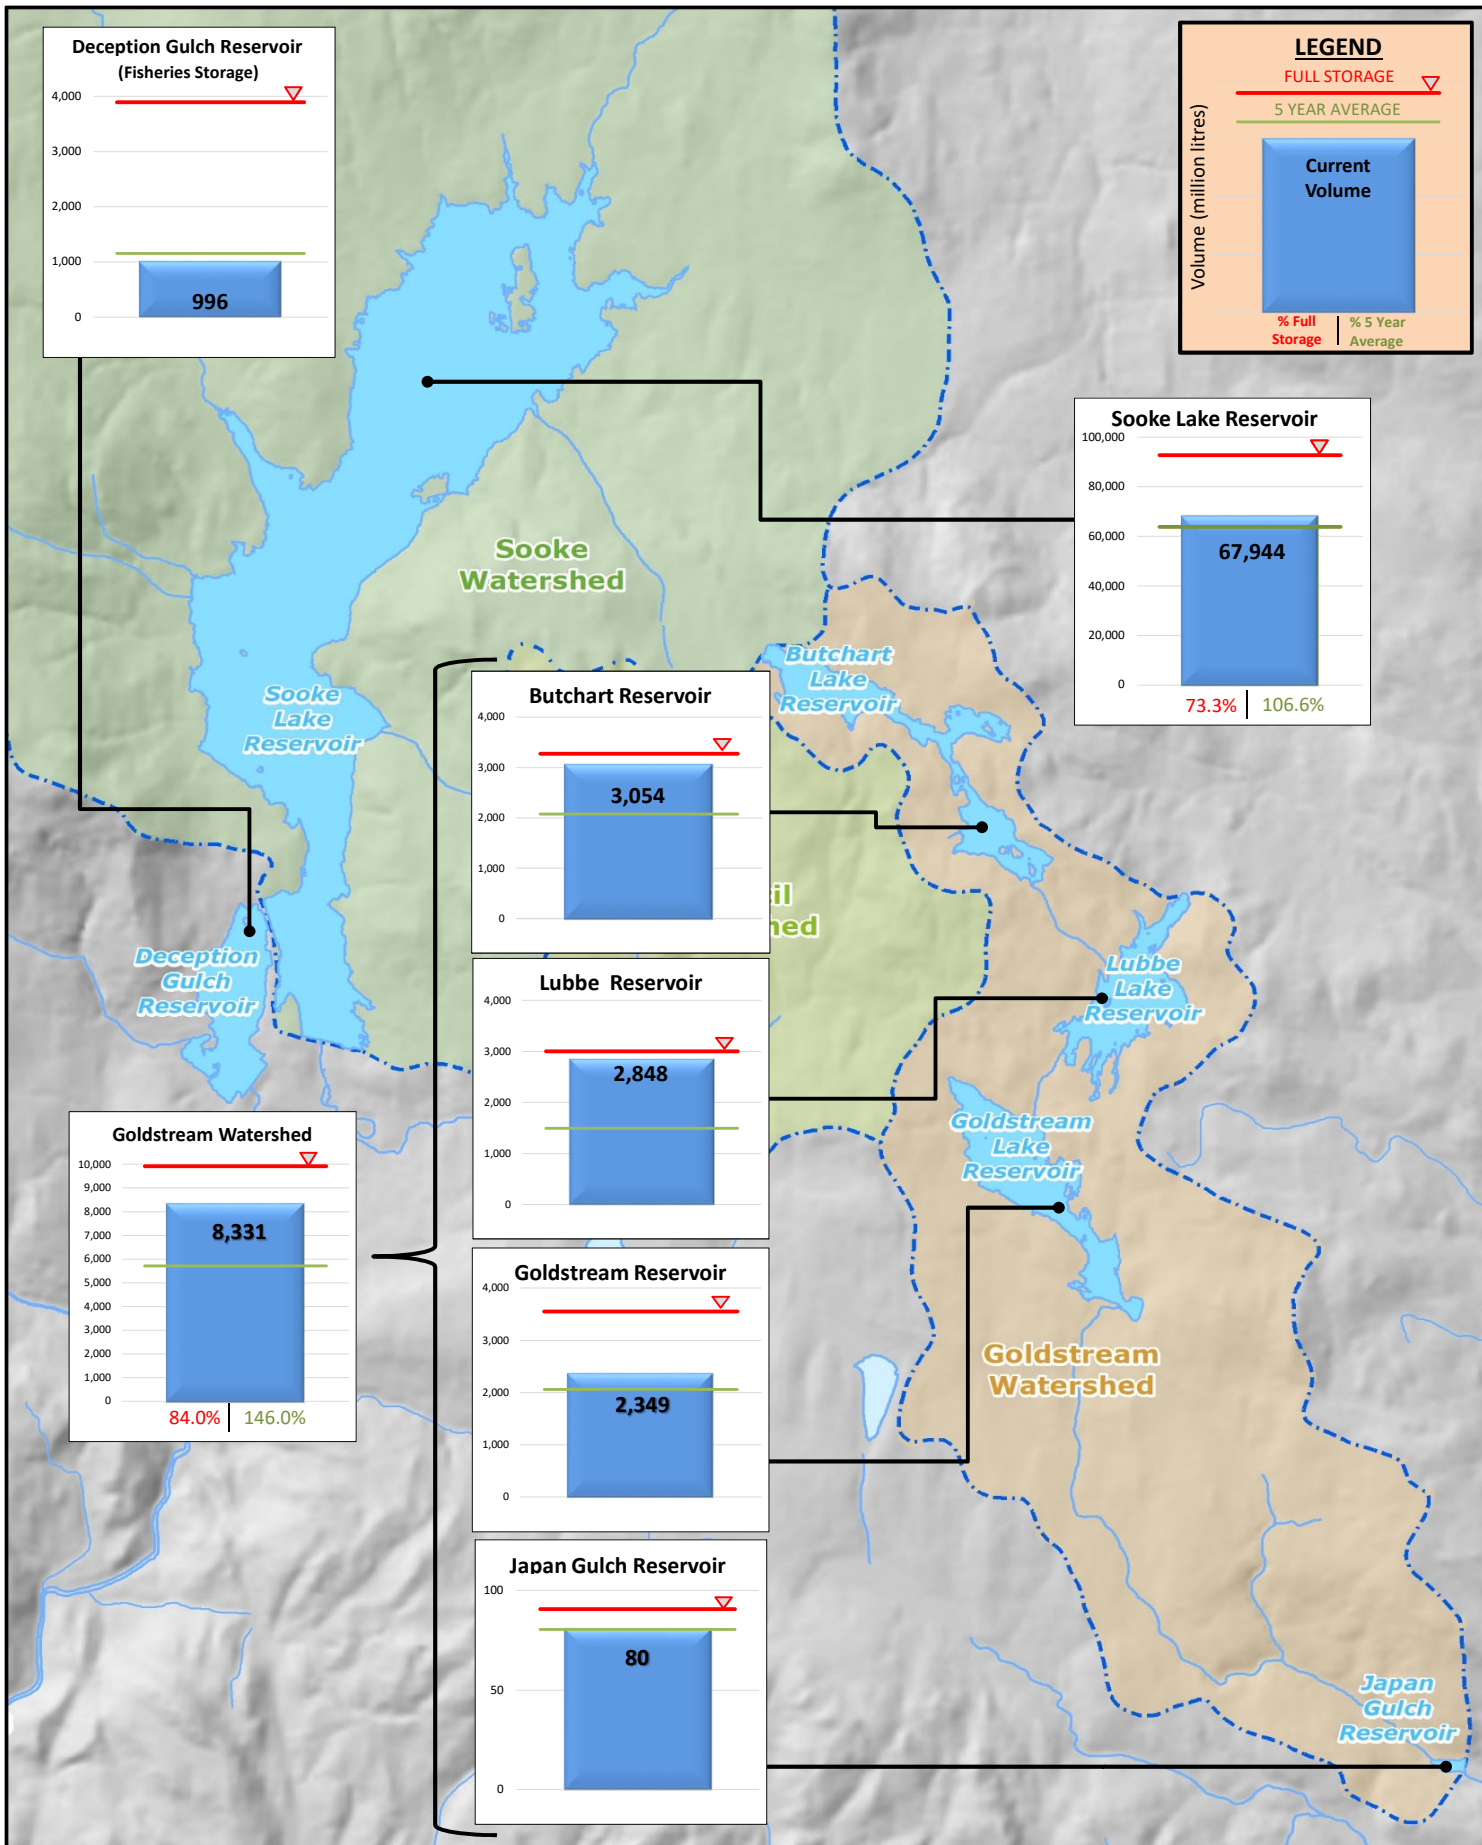 Deception Gulch Reservoir
(Fisheries Storage)
4,000
3,000
2,000
1,000
0
996
LEGEND
FULL STORAGE
5 YEAR AVERAGE
Volume (million litres)
Current
Volume
% Full
Storage
% 5 Year
Average
Sooke Lake Reservoir
100,000
80,000
60,000
40,000
20,000
0
67,944
73.3%
106.6%
Sooke
Watershed
Sooke
Lake
Reservoir
Butchart
Lake
Reservoir
Butchart Reservoir
4,000
3,000
2,000
1,000
0
3,054
Deception
Gulch
Reservoir
Lubbe
Lake
Reservoir
Lubbe Reservoir
4,000
3,000
2,000
1,000
0
2,848
Goldstream
Lake
Reservoir
Goldstream Watershed
10,000
9,000
8,000
7,000
6,000
5,000
4,000
3,000
2,000
1,000
0
8,331
84.0%
146.0%
Goldstream Reservoir
4,000
3,000
2,000
1,000
0
2,349
Goldstream
Watershed
Japan Gulch Reservoir
100
50
0
80
Japan
Gulch
Reservoir